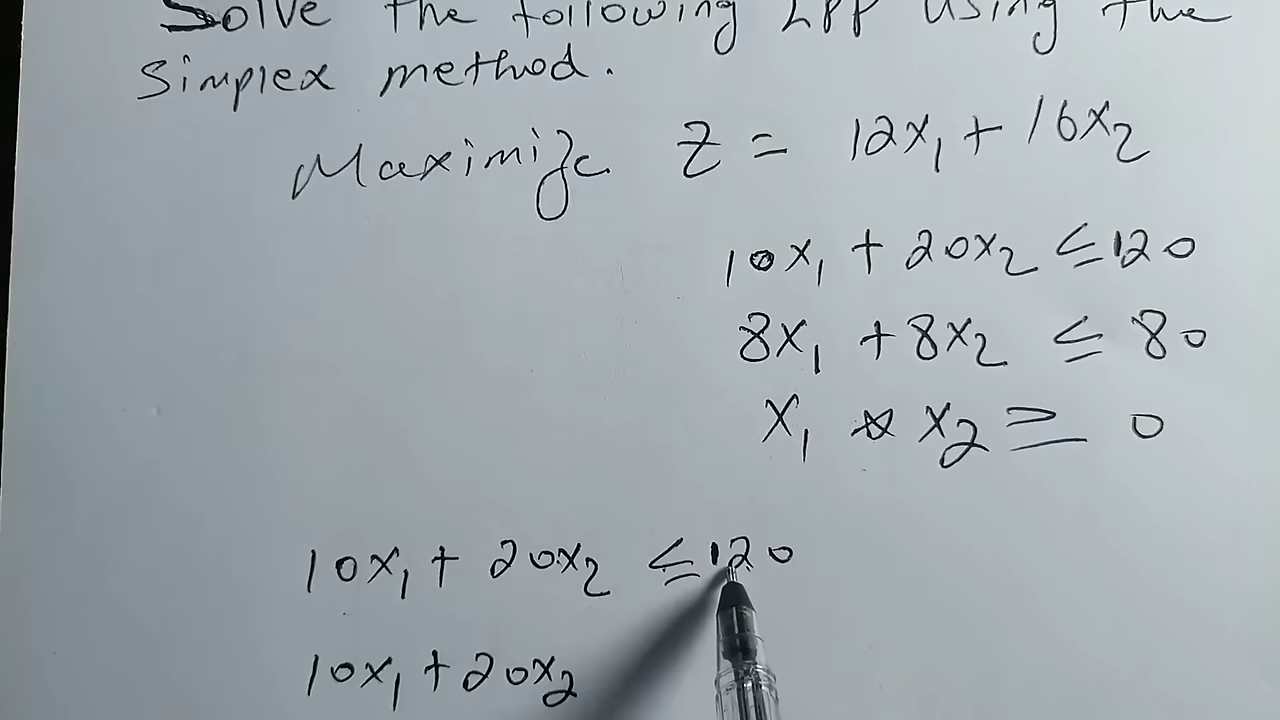 Solve the following LPP using the
Simplex method.
Maximize Z = 12x₁ + 16x₂
10x₁ + 20x₂ ≤ 120
8x₁ + 8x₂ ≤ 80
x₁ & x₂ ≥ 0
10x₁ + 20x₂ ≤ 120
10x₁ + 20x₂